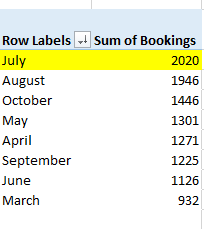 Row Labels Sum of Bookings
July 2020
August 1946
October 1446
May 1301
April 1271
September 1225
June 1126
March 932